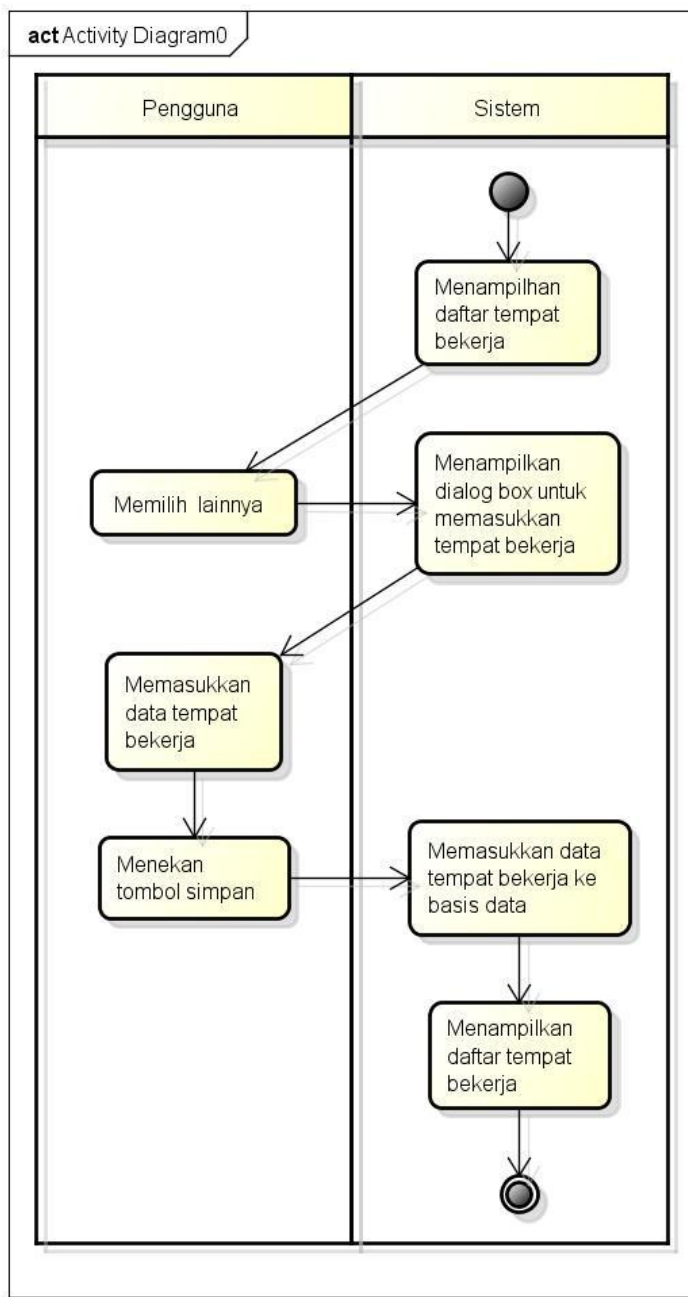 act Activity Diagram0
Pengguna
Sistem
Menampilhan
daftar tempat
bekerja
Memilih lainnya
Menampilkan
dialog box untuk
memasukkan
tempat bekerja
Memasukkan
data tempat
bekerja
Menekan
tombol simpan
Memasukkan data
tempat bekerja ke
basis data
Menampilkan
daftar tempat
bekerja